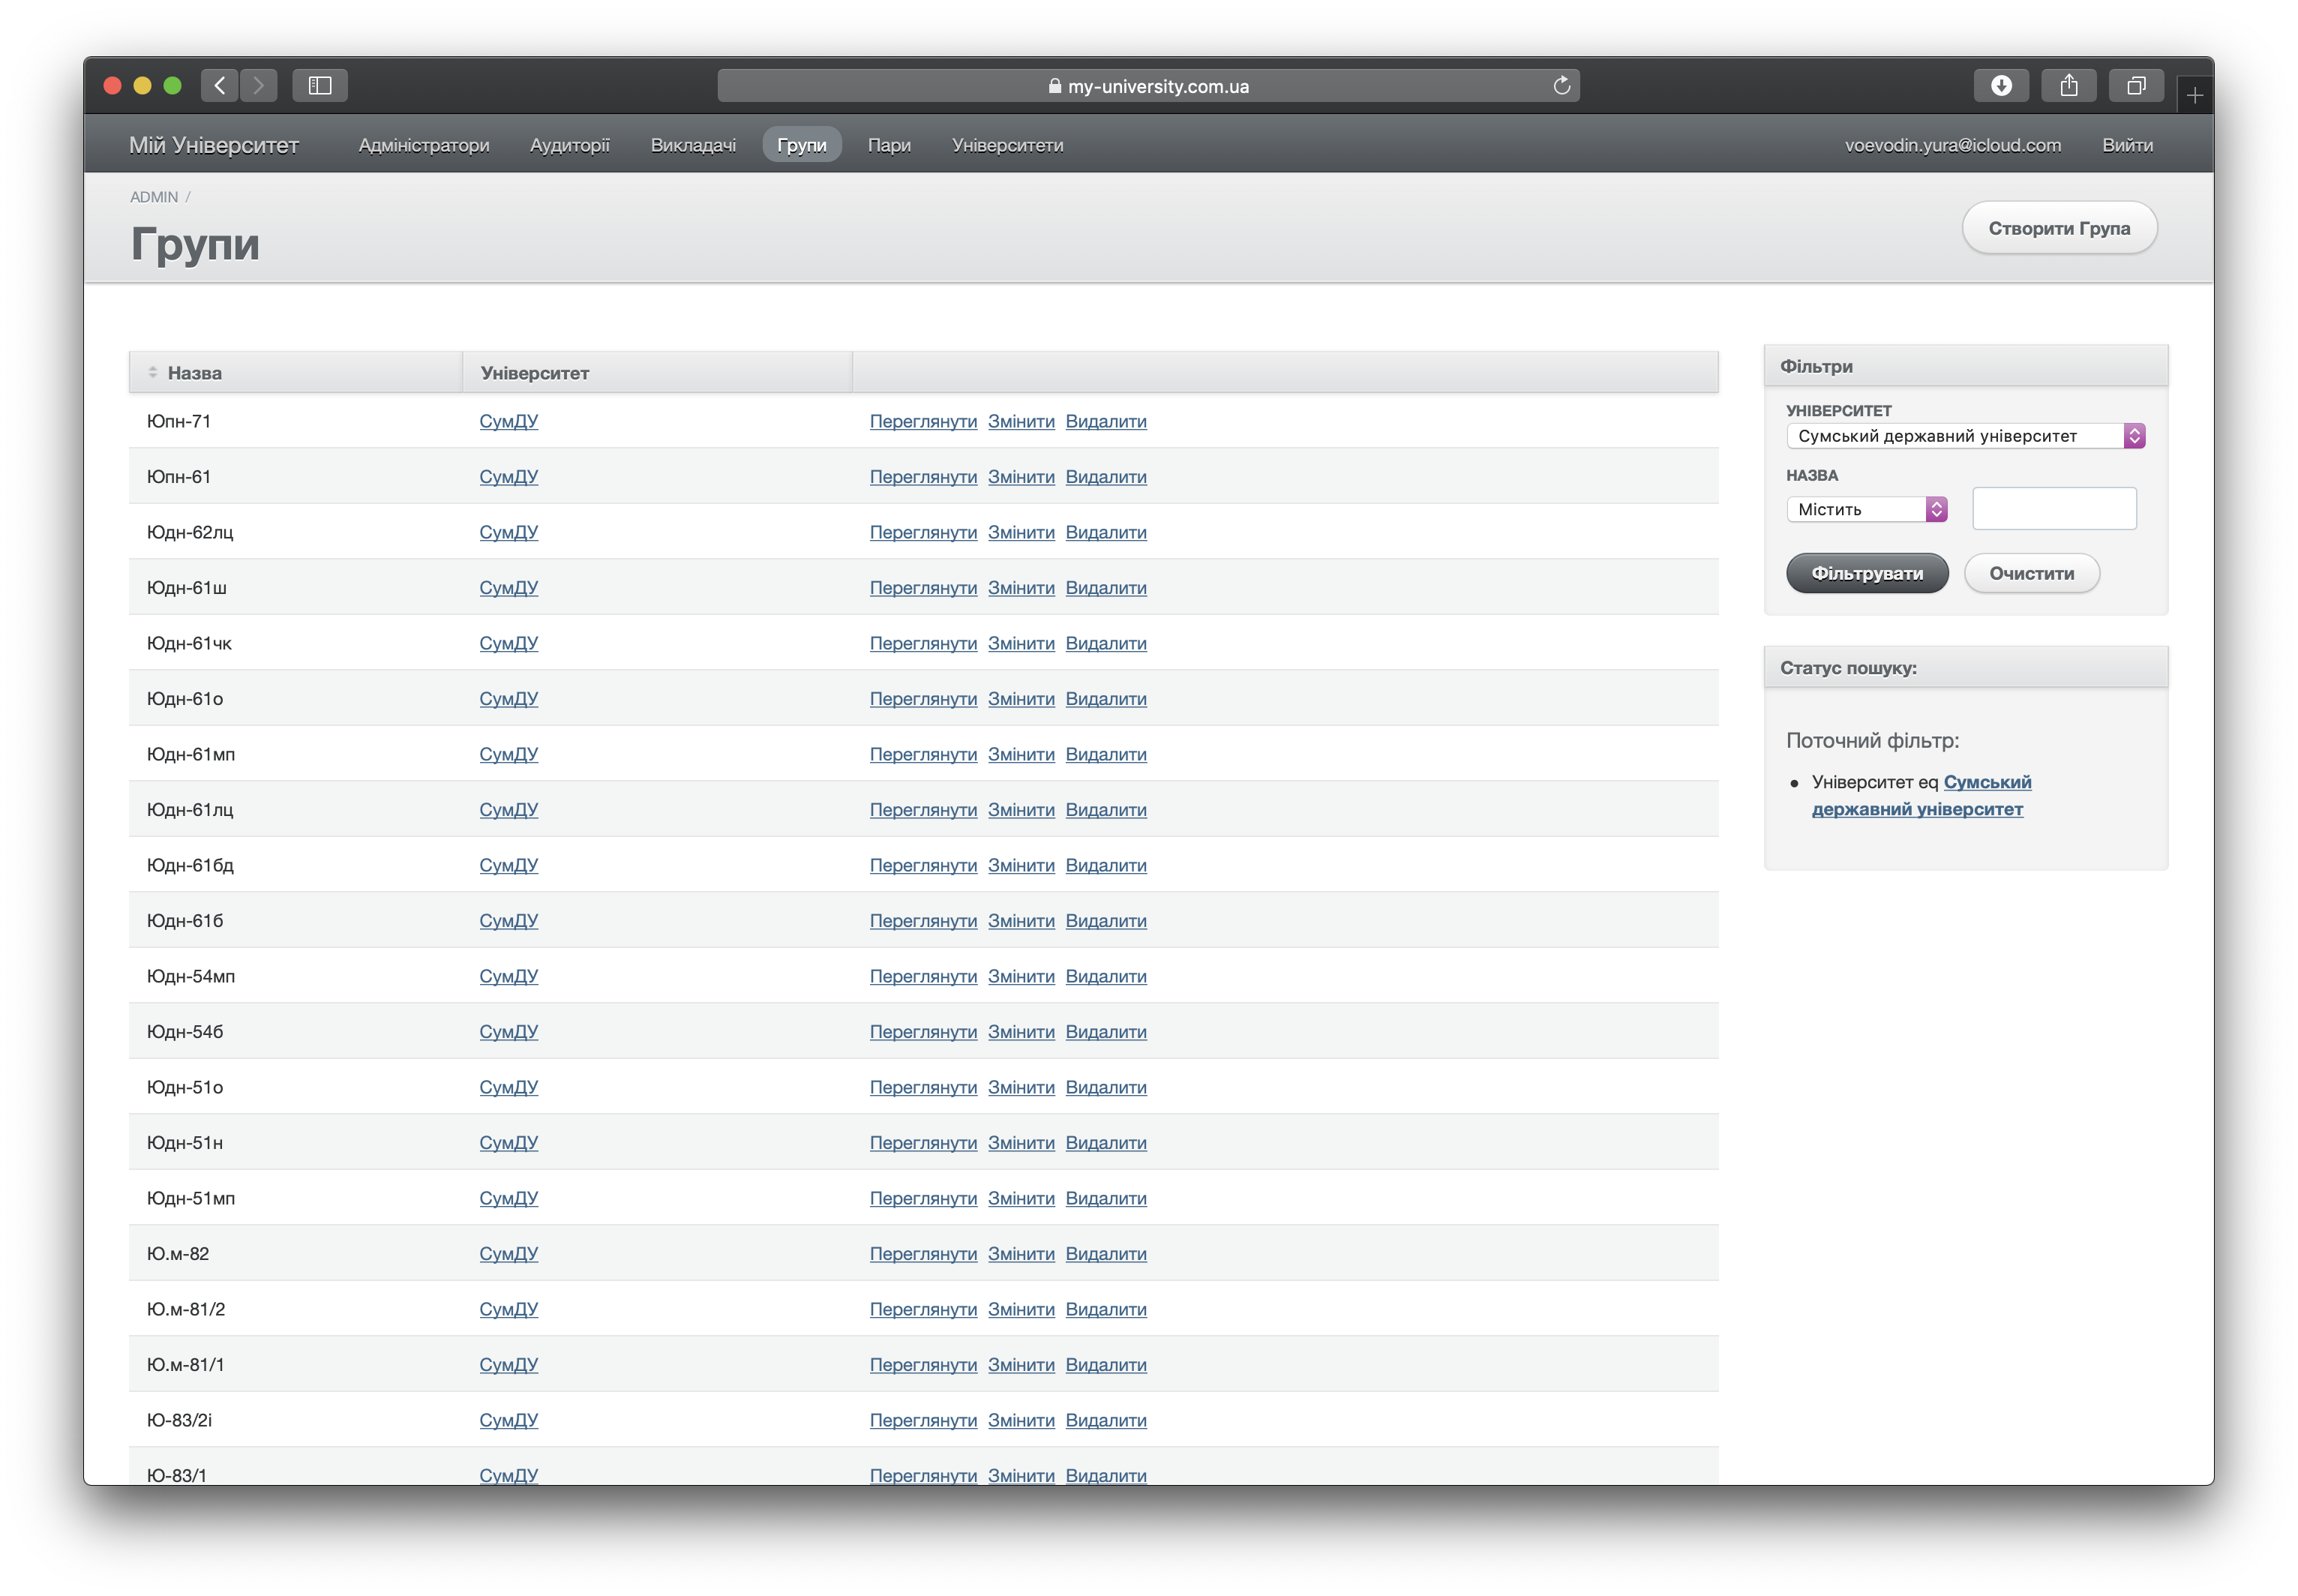 my-university.com.ua
Мій Університет Адміністратори Аудиторії Викладачі Групи Пари Університети voevodin.yura@icloud.com Вийти
ADMIN /
Групи
Створити Група
Назва Університет
Юпн-71 СумДУ Переглянути Змінити Видалити
Юпн-61 СумДУ Переглянути Змінити Видалити
Юдн-62лц СумДУ Переглянути Змінити Видалити
Юдн-61ш СумДУ Переглянути Змінити Видалити
Юдн-61чк СумДУ Переглянути Змінити Видалити
Юдн-61о СумДУ Переглянути Змінити Видалити
Юдн-61мп СумДУ Переглянути Змінити Видалити
Юдн-61лц СумДУ Переглянути Змінити Видалити
Юдн-61бд СумДУ Переглянути Змінити Видалити
Юдн-61б СумДУ Переглянути Змінити Видалити
Юдн-54мп СумДУ Переглянути Змінити Видалити
Юдн-54б СумДУ Переглянути Змінити Видалити
Юдн-51о СумДУ Переглянути Змінити Видалити
Юдн-51н СумДУ Переглянути Змінити Видалити
Юдн-51мп СумДУ Переглянути Змінити Видалити
Ю.м-82 СумДУ Переглянути Змінити Видалити
Ю.м-81/2 СумДУ Переглянути Змінити Видалити
Ю.м-81/1 СумДУ Переглянути Змінити Видалити
Ю-83/2і СумДУ Переглянути Змінити Видалити
Ю-83/1 СумДУ Переглянути Змінити Видалити
Фільтри
УНІВЕРСИТЕТ
Сумський державний університет
НАЗВА
Містить
Фільтрувати Очистити
Статус пошуку:
Поточний фільтр:
Університет eq Сумський
державний університет